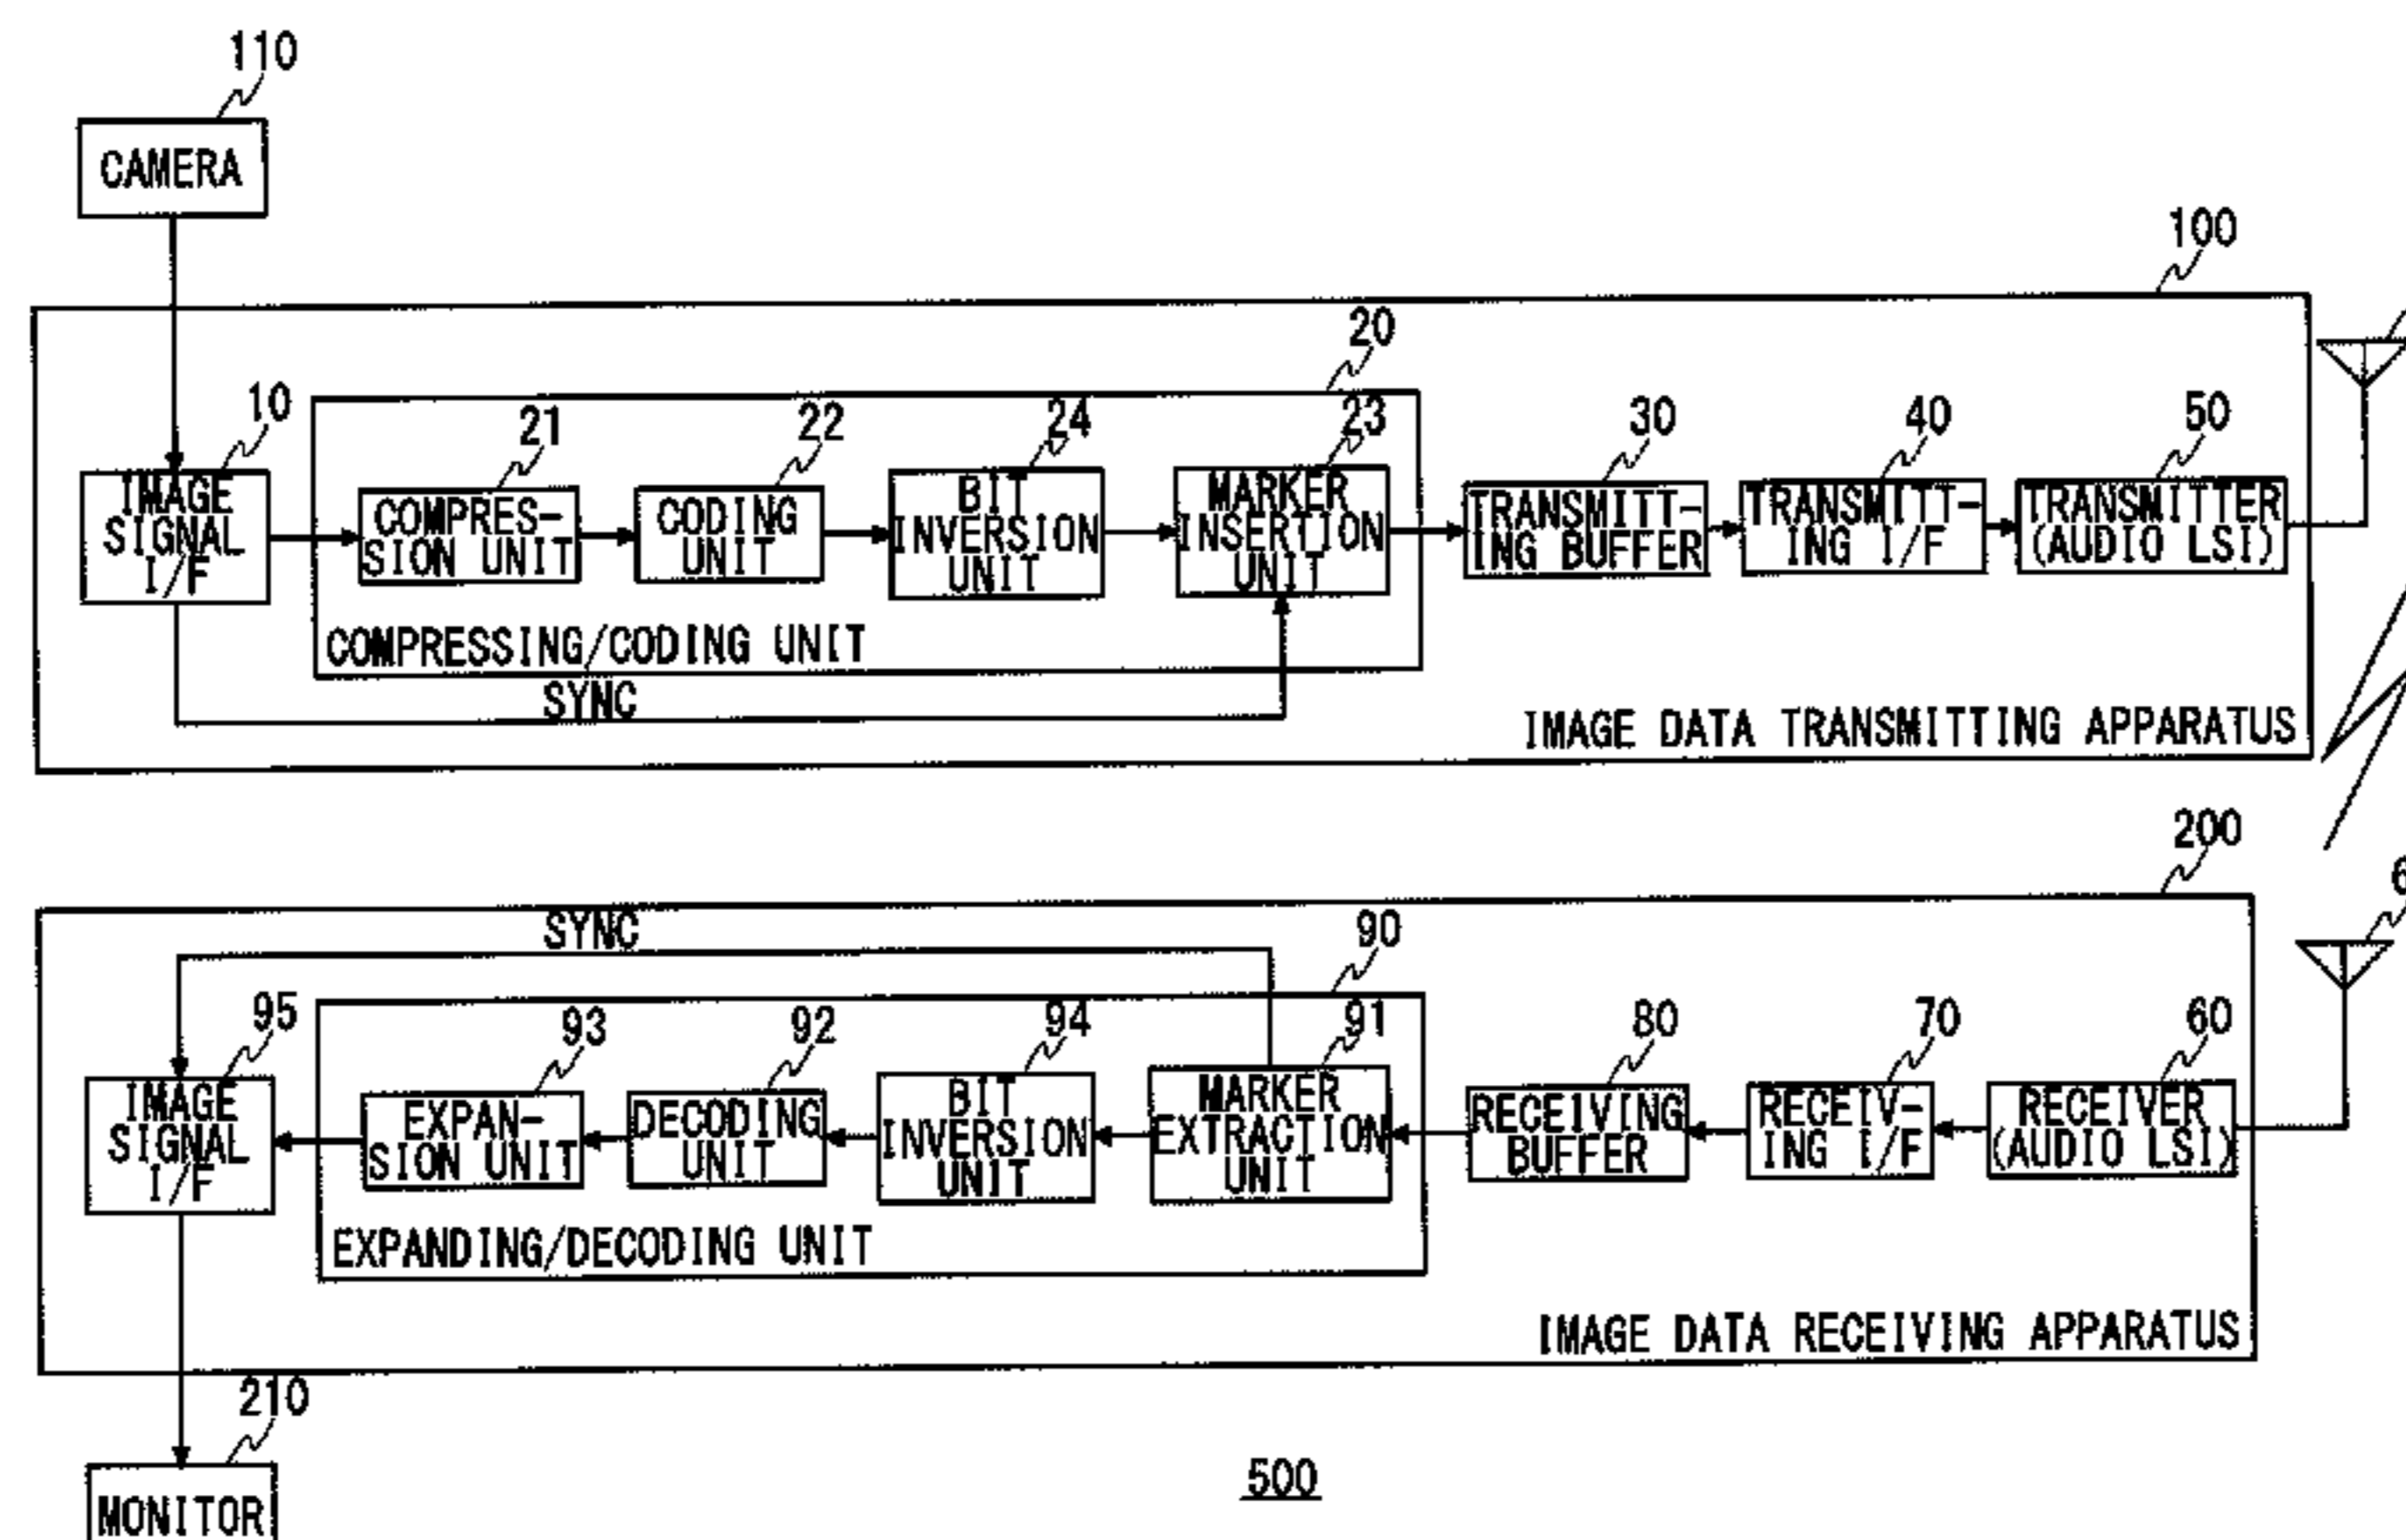 110
CAMERA
100
20
10
21
22
24
23
30
40
50
IMAGE
SIGNAL
I/F
COMPRES-
SION UNIT
CODING
UNIT
BIT
INVERSION
UNIT
MARKER
INSERTION
UNIT
TRANSMITT-
ING BUFFER
TRANSMITT-
ING I/F
TRANSMITTER
(AUDIO LSI)
COMPRESSING/CODING UNIT
SYNC
IMAGE DATA TRANSMITTING APPARATUS
200
SYNC
90
95
93
92
94
91
80
70
60
IMAGE
SIGNAL
I/F
EXPAN-
SION UNIT
DECODING
UNIT
BIT
INVERSION
UNIT
MARKER
EXTRACTION
UNIT
RECEIVING
BUFFER
RECEIV-
ING I/F
RECEIVER
(AUDIO LSI)
EXPANDING/DECODING UNIT
IMAGE DATA RECEIVING APPARATUS
210
MONITOR
500